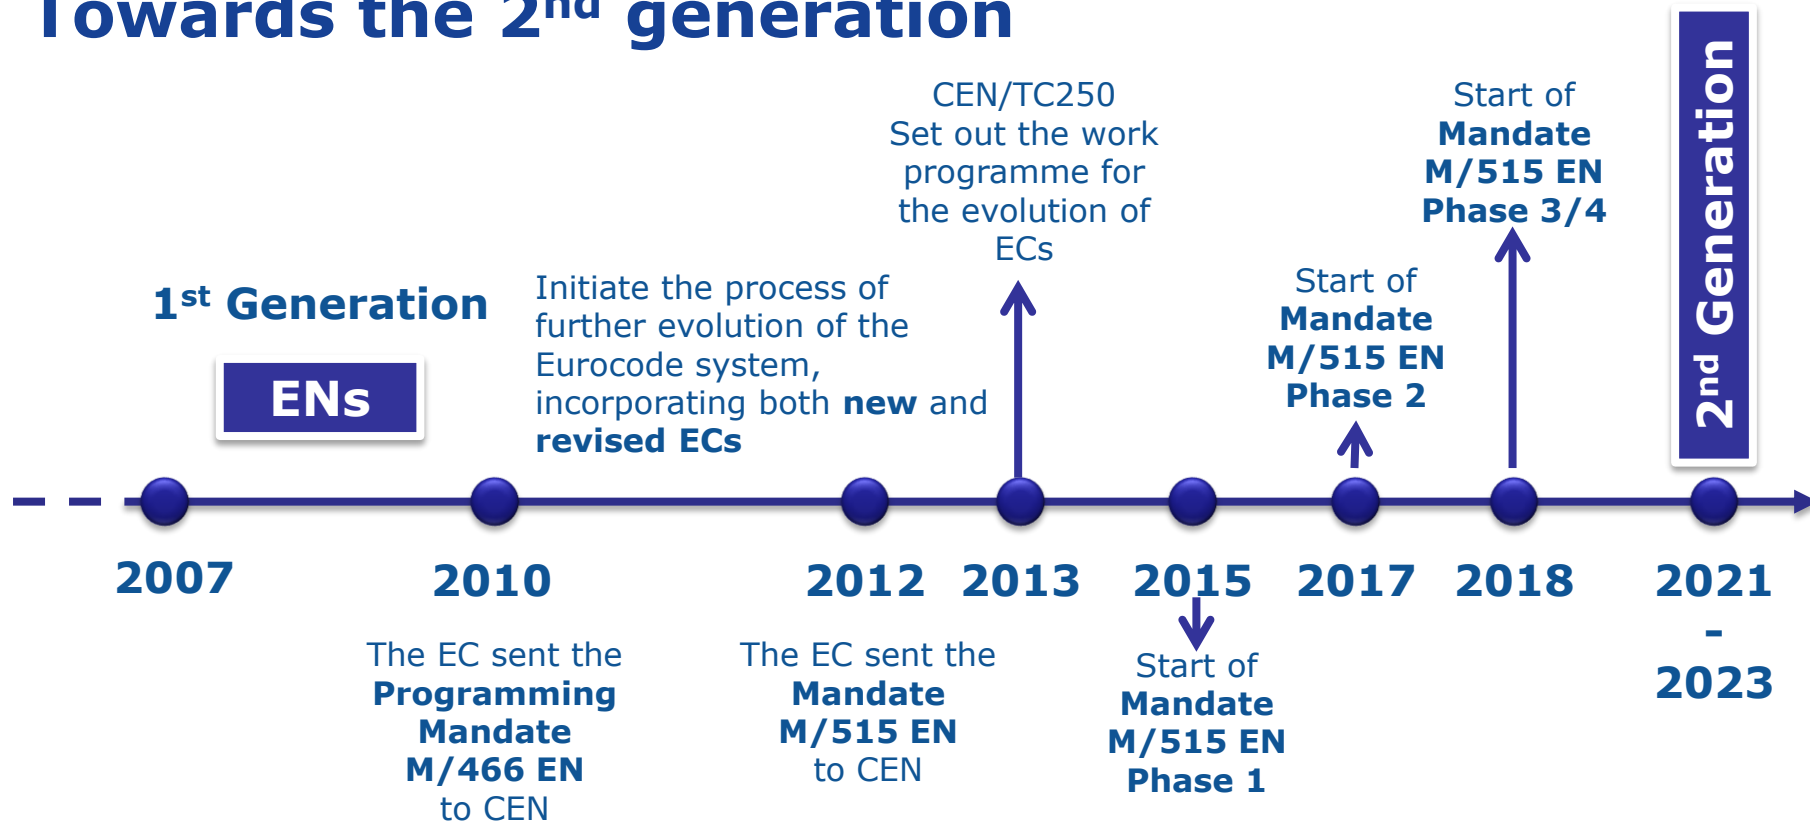 Towards the 2nd generation
CEN/TC250
Set out the work
programme for
the evolution of
ECs
Start of
Mandate
M/515 EN
Phase 3/4
2nd Generation
1st Generation
ENs
Initiate the process of
further evolution of the
Eurocode system,
incorporating both new and
revised ECs
Start of
Mandate
M/515 EN
Phase 2
2007
2010
2012
2013
2015
2017
2018
2021
-
2023
The EC sent the
Programming
Mandate
M/466 EN
to CEN
The EC sent the
Mandate
M/515 EN
to CEN
Start of
Mandate
M/515 EN
Phase 1